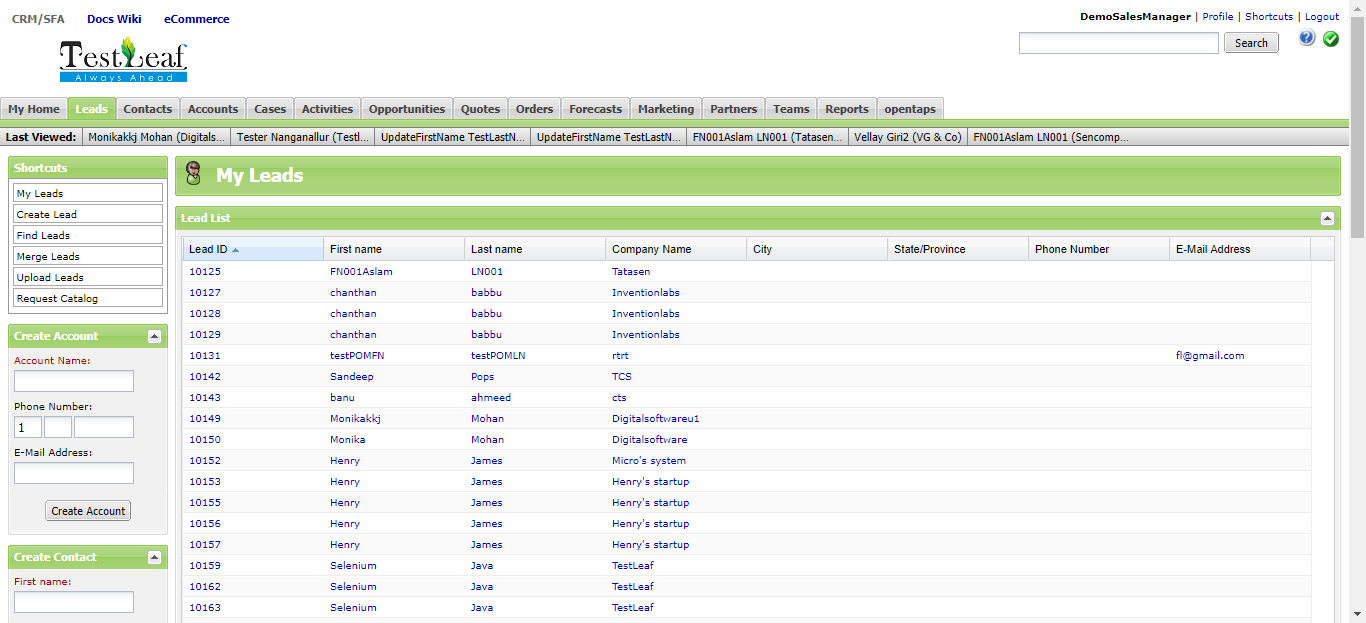 CRM/SFA Docs Wiki eCommerce
DemoSalesManager | Profile | Shortcuts | Logout
TestLeaf
Always Ahead
Search
My Home Leads Contacts Accounts Cases Activities Opportunities Quotes Orders Forecasts Marketing Partners Teams Reports opentaps
Last Viewed: Monikakkj Mohan (Digitals... Tester Nanganallur (Testl... UpdateFirstName TestLastN... UpdateFirstName TestLastN... FN001Aslam LN001 (Tatasen... Vellay Giri2 (VG & Co) FN001Aslam LN001 (Sencomp...
Shortcuts
My Leads
Create Lead
Find Leads
Merge Leads
Upload Leads
Request Catalog
Create Account
Account Name:
Phone Number:
1
E-Mail Address:
Create Account
Create Contact
First name:
My Leads
Lead List
Lead ID First name Last name Company Name City State/Province Phone Number E-Mail Address
10125 FN001Aslam LN001 Tatasen
10127 chanthan babbu Inventionlabs
10128 chanthan babbu Inventionlabs
10129 chanthan babbu Inventionlabs
10131 testPOMFN testPOMLN rtrt fl@gmail.com
10142 Sandeep Pops TCS
10143 banu ahmeed cts
10149 Monikakkj Mohan Digitalsoftwareu1
10150 Monika Mohan Digitalsoftware
10152 Henry James Micro's system
10153 Henry James Henry's startup
10155 Henry James Henry's startup
10156 Henry James Henry's startup
10157 Henry James Henry's startup
10159 Selenium Java TestLeaf
10162 Selenium Java TestLeaf
10163 Selenium Java TestLeaf